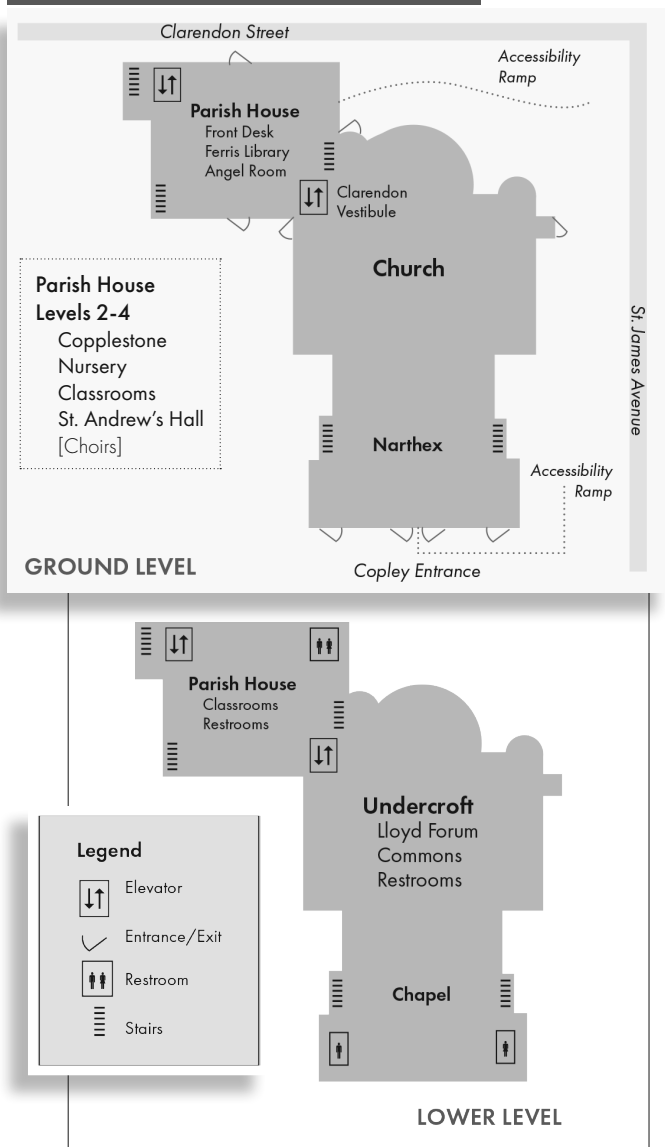 Clarendon Street
Accessibility
Ramp
Parish House
Front Desk
Ferris Library
Angel Room
Clarendon
Vestibule
Church
Parish House
Levels 2-4
Copplestone
Nursery
Classrooms
St. Andrew’s Hall
[Choirs]
St. James Avenue
Narthex
Accessibility
Ramp
GROUND LEVEL
Copley Entrance
Parish House
Classrooms
Restrooms
Undercroft
Lloyd Forum
Commons
Restrooms
Legend
Elevator
Entrance/Exit
Restroom
Stairs
Chapel
LOWER LEVEL